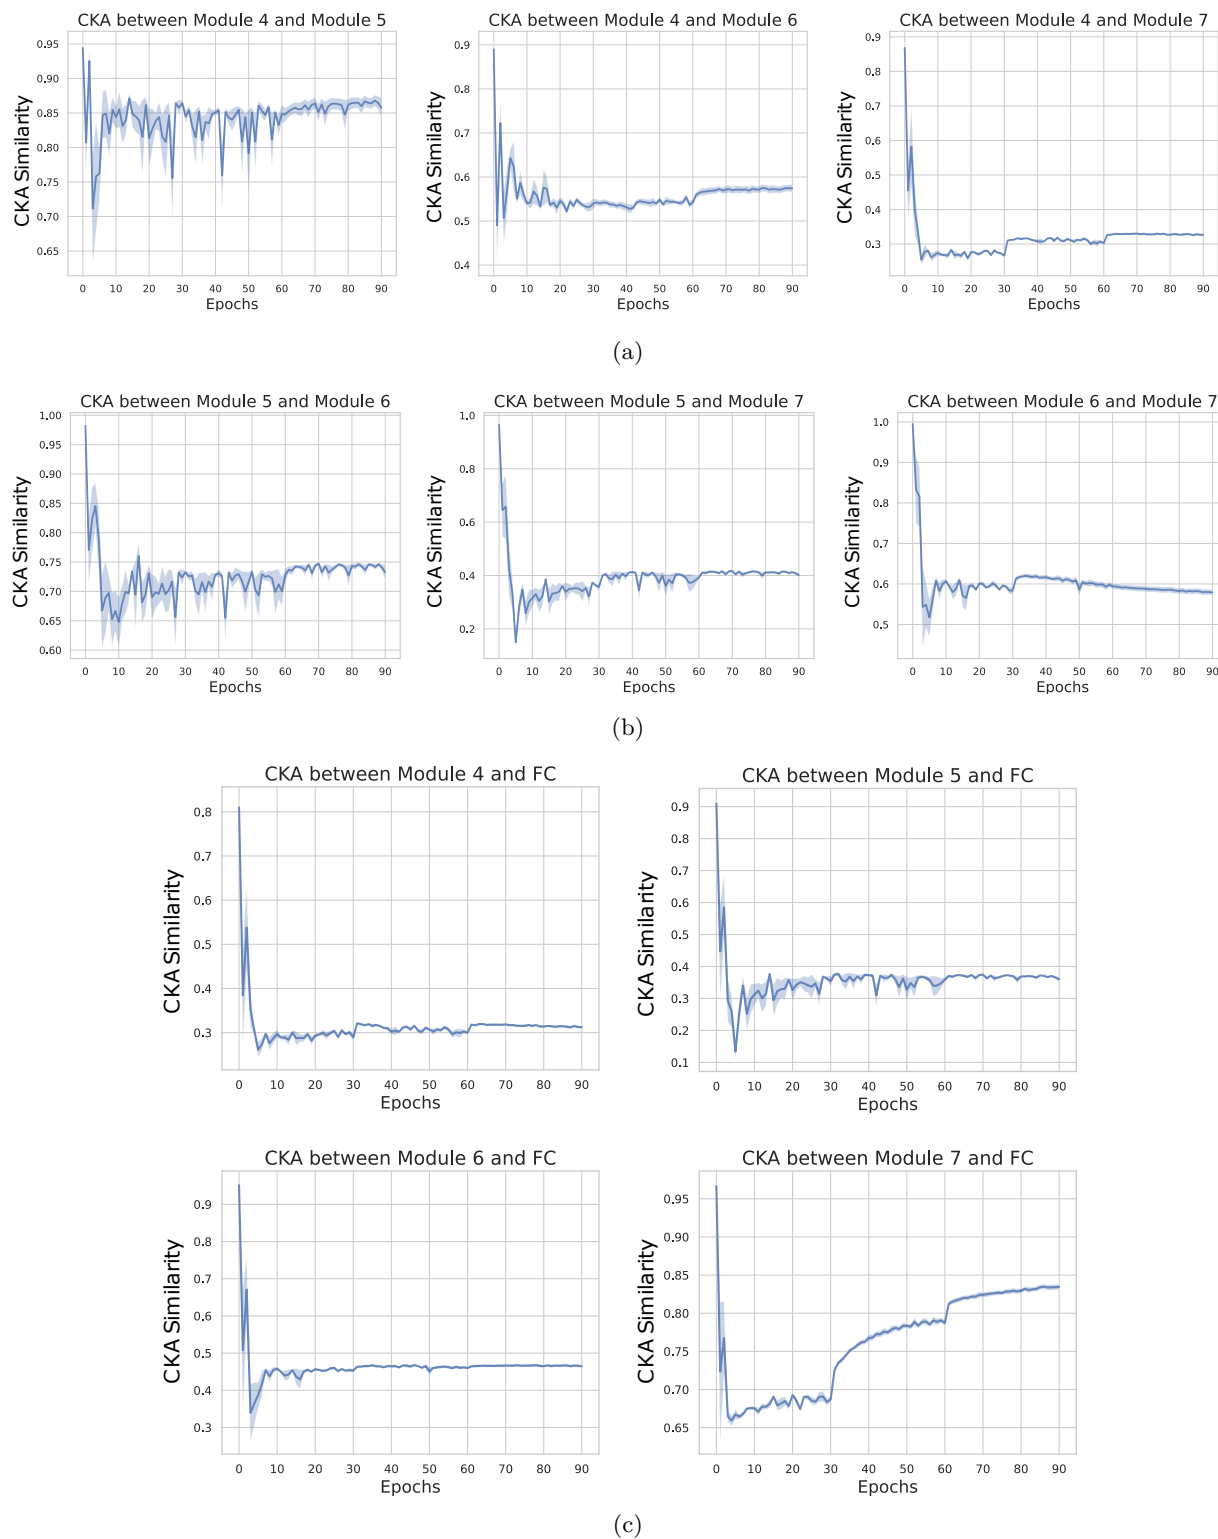 CKA between Module 4 and Module 5
CKA Similarity
0.95
0.90
0.85
0.80
0.75
0.70
0.65
0 10 20 30 40 50 60 70 80 90
Epochs
CKA between Module 4 and Module 6
CKA Similarity
0.9
0.8
0.7
0.6
0.5
0.4
0 10 20 30 40 50 60 70 80 90
Epochs
CKA between Module 4 and Module 7
CKA Similarity
0.9
0.8
0.7
0.6
0.5
0.4
0.3
0 10 20 30 40 50 60 70 80 90
Epochs
(a)
CKA between Module 5 and Module 6
CKA Similarity
1.00
0.95
0.90
0.85
0.80
0.75
0.70
0.65
0.60
0 10 20 30 40 50 60 70 80 90
Epochs
CKA between Module 5 and Module 7
CKA Similarity
1.0
0.8
0.6
0.4
0.2
0 10 20 30 40 50 60 70 80 90
Epochs
CKA between Module 6 and Module 7
CKA Similarity
1.0
0.9
0.8
0.7
0.6
0.5
0 10 20 30 40 50 60 70 80 90
Epochs
(b)
CKA between Module 4 and FC
CKA Similarity
0.8
0.7
0.6
0.5
0.4
0.3
0 10 20 30 40 50 60 70 80 90
Epochs
CKA between Module 5 and FC
CKA Similarity
0.9
0.8
0.7
0.6
0.5
0.4
0.3
0.2
0.1
0 10 20 30 40 50 60 70 80 90
Epochs
CKA between Module 6 and FC
CKA Similarity
0.9
0.8
0.7
0.6
0.5
0.4
0.3
0 10 20 30 40 50 60 70 80 90
Epochs
CKA between Module 7 and FC
CKA Similarity
0.95
0.90
0.85
0.80
0.75
0.70
0.65
0 10 20 30 40 50 60 70 80 90
Epochs
(c)